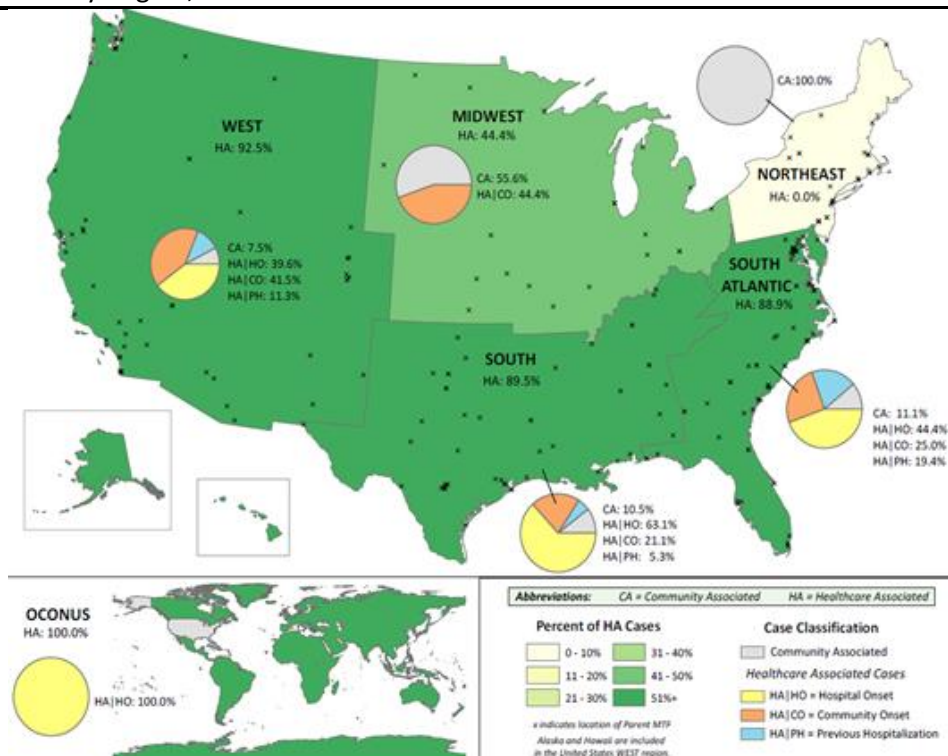 CA:100.0%
MIDWEST
HA: 44.4%
WEST
HA: 92.5%
CA: 55.6%
HA|CO: 44.4%
NORTHEAST
HA: 0.0%
CA: 7.5%
HA|HO: 39.6%
HA|CO: 41.5%
HA|PH: 11.3%
SOUTH
ATLANTIC
HA: 88.9%
SOUTH
HA: 89.5%
CA: 11.1%
HA|HO: 44.4%
HA|CO: 25.0%
HA|PH: 19.4%
CA: 10.5%
HA|HO: 63.1%
HA|CO: 21.1%
HA|PH: 5.3%
OCONUS
HA: 100.0%
HA|HO: 100.0%
Abbreviations: CA = Community Associated HA = Healthcare Associated
Percent of HA Cases
0 - 10%
11 - 20%
21 - 30%
31 - 40%
41 - 50%
51%+
x indicates location of Parent MTF
Alaska and Hawaii are included
in the United States WEST region.
Case Classification
Community Associated
Healthcare Associated Cases
HA|HO = Hospital Onset
HA|CO = Community Onset
HA|PH = Previous Hospitalization